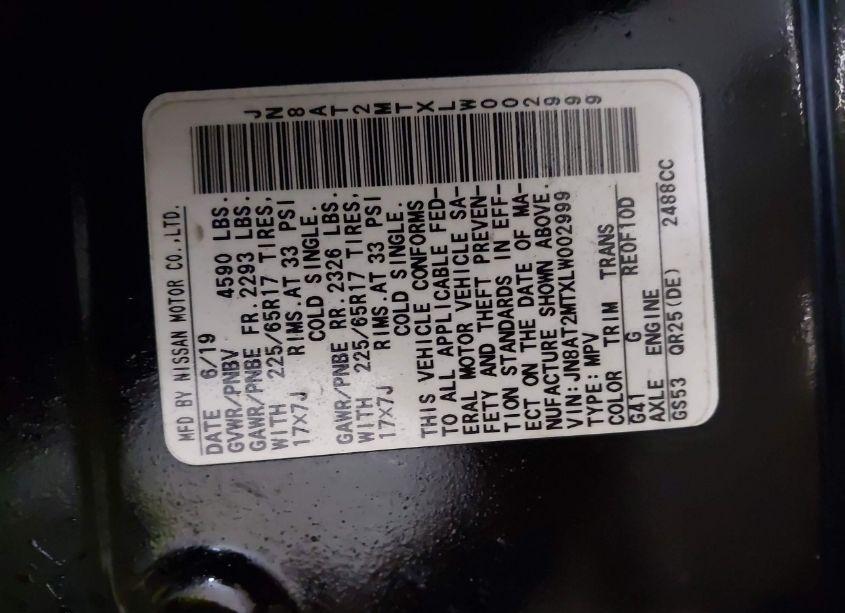 MFD BY NISSAN MOTOR CO.,LTD.
DATE 6/19
GVWR/PNBV 4590 LBS.
GAWR/PNBE FR. 2293 LBS.
WITH 225/65R17 TIRES,
17X7J RIMS.AT 33 PSI
COLD SINGLE.
GAWR/PNBE RR. 2326 LBS.
WITH 225/65R17 TIRES,
17X7J RIMS.AT 33 PSI
COLD SINGLE.
THIS VEHICLE CONFORMS
TO ALL APPLICABLE FED-
ERAL MOTOR VEHICLE SA-
FETY AND THEFT PREVEN-
TION STANDARDS IN EFF-
ECT ON THE DATE OF MA-
NUFACTURE SHOWN ABOVE.
VIN:JN8AT2MTXLW002999
TYPE:MPV
COLOR TRIM TRANS
G41 G RE0F10D
AXLE ENGINE
GS53 QR25(DE) 2488CC
JN8AT2MTXLW002999